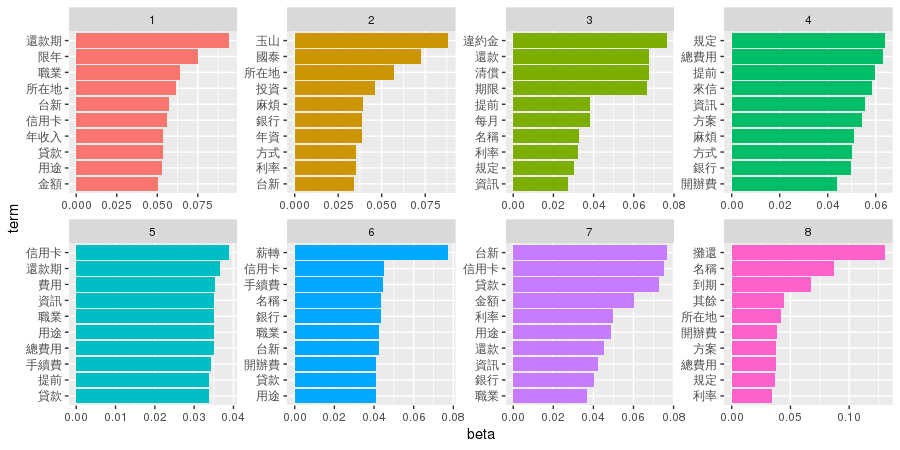 1
還款期
限年
職業
所在地
台新
信用卡
年收入
貸款
用途
金額
0.000 0.025 0.050 0.075
2
玉山
國泰
所在地
投資
麻煩
銀行
年資
方式
利率
台新
0.000 0.025 0.050 0.075
3
違約金
還款
清償
期限
提前
每月
名稱
利率
規定
資訊
0.00 0.02 0.04 0.06 0.08
4
規定
總費用
提前
來信
資訊
方案
麻煩
方式
銀行
開辦費
0.00 0.02 0.04 0.06
term
5
信用卡
還款期
費用
資訊
職業
用途
總費用
手續費
提前
貸款
0.00 0.01 0.02 0.03 0.04
6
薪轉
信用卡
手續費
名稱
銀行
職業
台新
開辦費
貸款
用途
0.00 0.02 0.04 0.06 0.08
7
台新
信用卡
貸款
金額
利率
用途
還款
資訊
銀行
職業
0.00 0.02 0.04 0.06 0.08
8
攤還
名稱
到期
其餘
所在地
開辦費
方案
總費用
規定
利率
0.00 0.05 0.10
beta